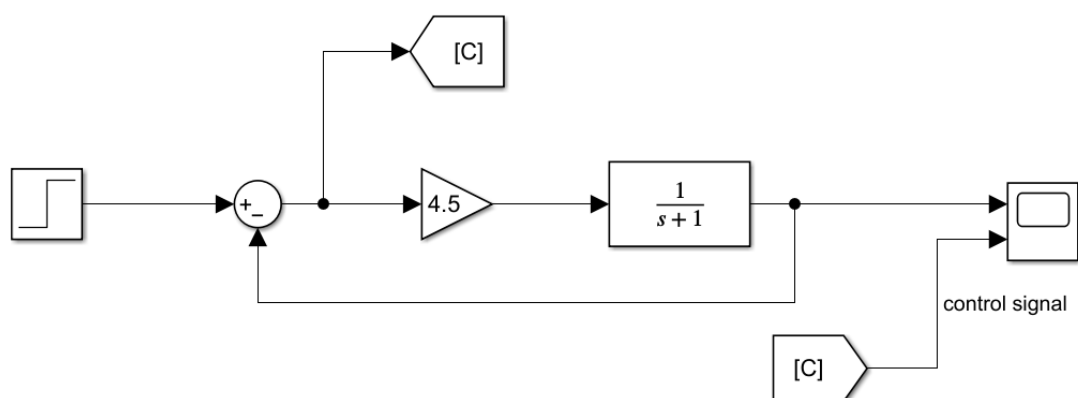 [C]
+
−
4.5
1
s + 1
control signal
[C]